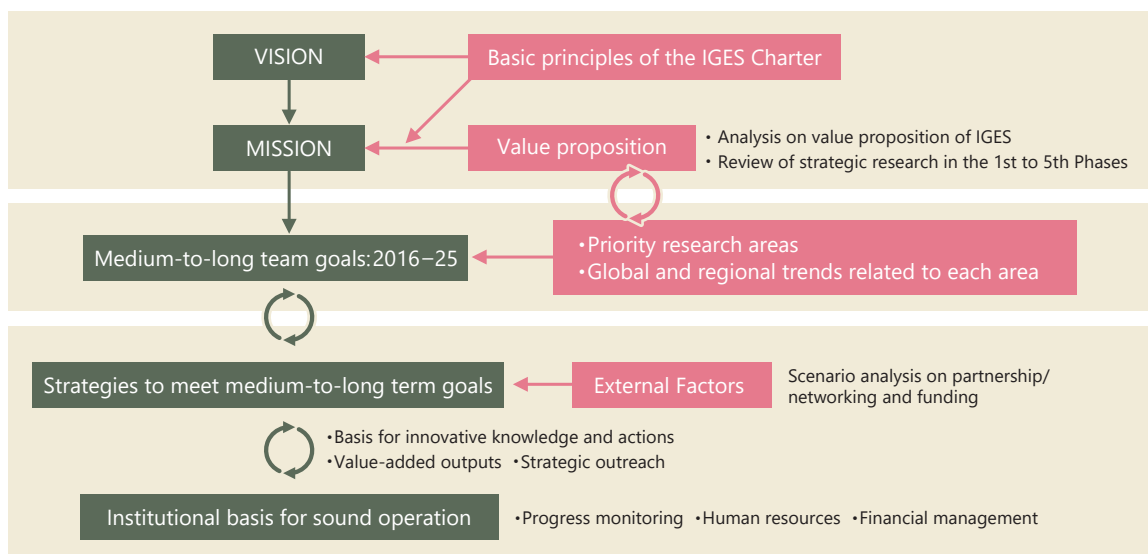 VISION
Basic principles of the IGES Charter
MISSION
Value proposition
・Analysis on value proposition of IGES
・Review of strategic research in the 1st to 5th Phases
Medium-to-long team goals:2016−25
・Priority research areas
・Global and regional trends related to each area
Strategies to meet medium-to-long term goals
External Factors
Scenario analysis on partnership/
networking and funding
・Basis for innovative knowledge and actions
・Value-added outputs ・Strategic outreach
Institutional basis for sound operation
・Progress monitoring ・Human resources ・Financial management